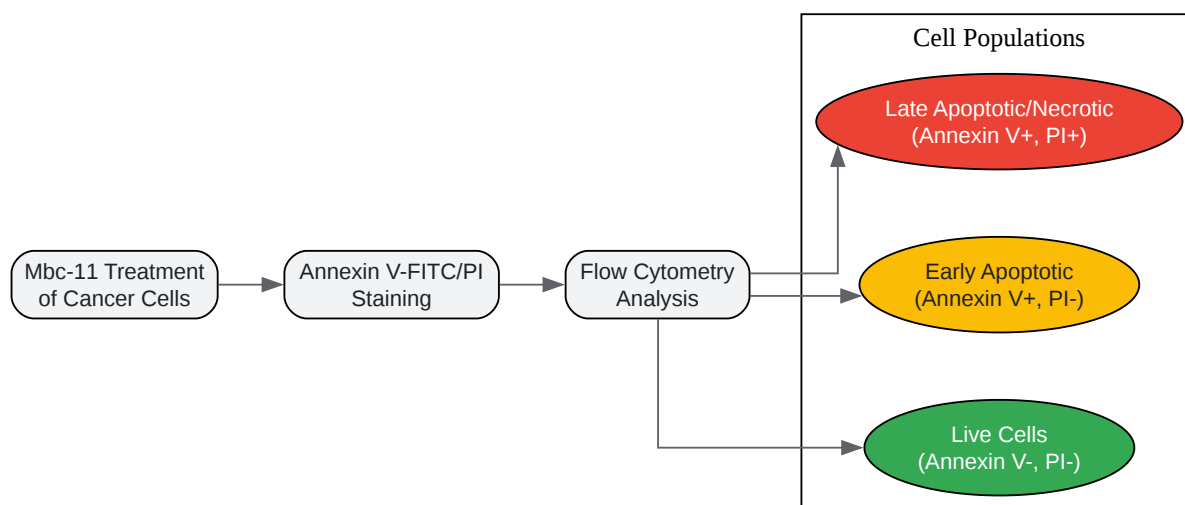 Mbc-11 Treatment
of Cancer Cells
Annexin V-FITC/PI
Staining
Flow Cytometry
Analysis
Cell Populations
Late Apoptotic/Necrotic
(Annexin V+, PI+)
Early Apoptotic
(Annexin V+, PI-)
Live Cells
(Annexin V-, PI-)